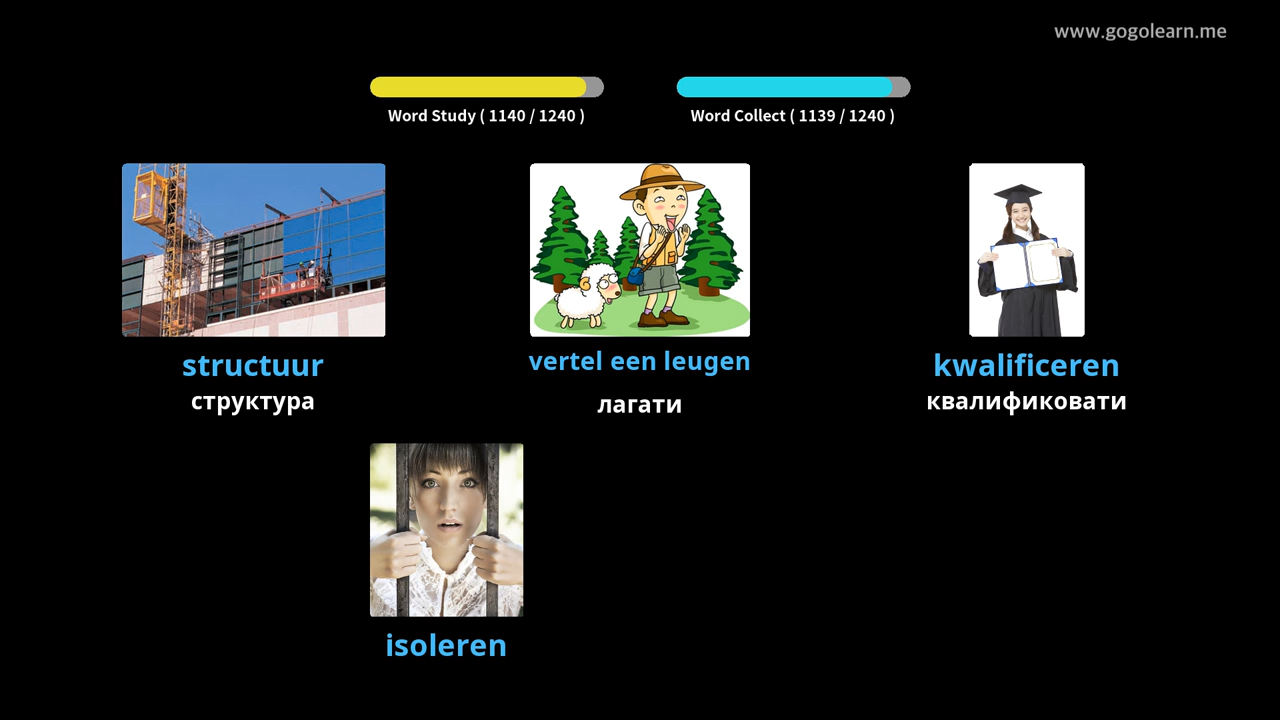 www.gogolearn.me
Word Study ( 1140 / 1240 )
Word Collect ( 1139 / 1240 )
structuur
vertel een leugen
kwalificeren
структура
лагати
квалификовати
isoleren